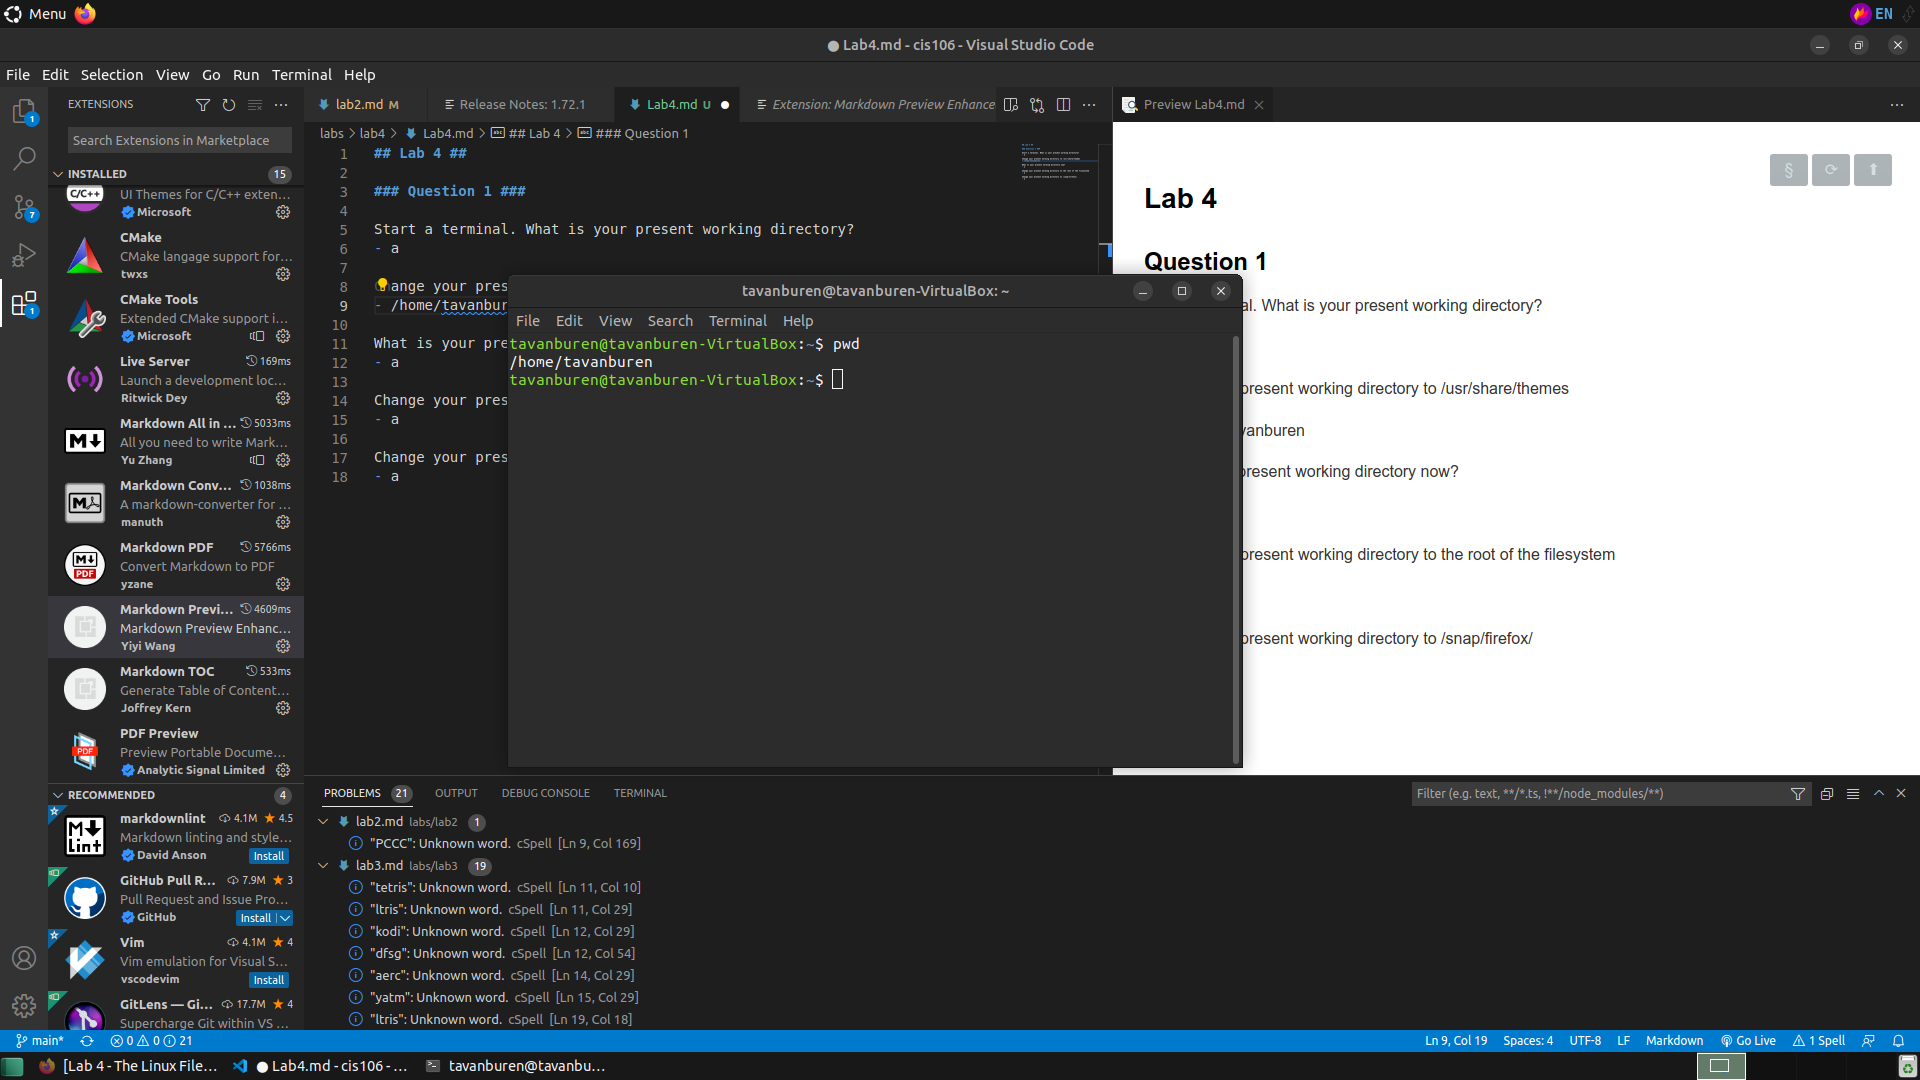 Menu
EN
● Lab4.md - cis106 - Visual Studio Code
File Edit Selection View Go Run Terminal Help
EXTENSIONS
Search Extensions in Marketplace
INSTALLED 15
C/C++
UI Themes for C/C++ exten...
Microsoft
CMake
CMake langage support for...
twxs
CMake Tools
Extended CMake support i...
Microsoft
Live Server 169ms
Launch a development loc...
Ritwick Dey
Markdown All in ... 5033ms
All you need to write Mark...
Yu Zhang
Markdown Conv... 1038ms
A markdown-converter for ...
manuth
Markdown PDF 5766ms
Convert Markdown to PDF
yzane
Markdown Previ... 4609ms
Markdown Preview Enhanc...
Yiyi Wang
Markdown TOC 533ms
Generate Table of Content...
Joffrey Kern
PDF Preview
Preview Portable Docume...
Analytic Signal Limited
RECOMMENDED 4
markdownlint 4.1M 4.5
Markdown linting and style...
David Anson Install
GitHub Pull R... 7.9M 3
Pull Request and Issue Pro...
GitHub Install
Vim 4.1M 4
Vim emulation for Visual S...
vscodevim Install
GitLens — Gi... 17.7M 4
Supercharge Git within VS ...
lab2.md M
Release Notes: 1.72.1
Lab4.md U
Extension: Markdown Preview Enhance
labs > lab4 > Lab4.md > ## Lab 4 > ### Question 1
1 ## Lab 4 ##
2
3 ### Question 1 ###
4
5 Start a terminal. What is your present working directory?
6 - a
7
8 ange your pres
9 - /home/tavanbur
10
11 What is your pre
12 - a
13
14 Change your pres
15 - a
16
17 Change your pres
18 - a
tavanburen@tavanburen-VirtualBox: ~
File Edit View Search Terminal Help
tavanburen@tavanburen-VirtualBox:~$ pwd
/home/tavanburen
tavanburen@tavanburen-VirtualBox:~$
Preview Lab4.md
Lab 4
Question 1
al. What is your present working directory?
present working directory to /usr/share/themes
vanburen
present working directory now?
present working directory to the root of the filesystem
present working directory to /snap/firefox/
PROBLEMS 21 OUTPUT DEBUG CONSOLE TERMINAL
Filter (e.g. text, **/*.ts, !**/node_modules/**)
lab2.md labs/lab2 1
"PCCC": Unknown word. cSpell [Ln 9, Col 169]
lab3.md labs/lab3 19
"tetris": Unknown word. cSpell [Ln 11, Col 10]
"ltris": Unknown word. cSpell [Ln 11, Col 29]
"kodi": Unknown word. cSpell [Ln 12, Col 29]
"dfsg": Unknown word. cSpell [Ln 12, Col 54]
"aerc": Unknown word. cSpell [Ln 14, Col 29]
"yatm": Unknown word. cSpell [Ln 15, Col 29]
"ltris": Unknown word. cSpell [Ln 19, Col 18]
main* 0 0 21
Ln 9, Col 19 Spaces: 4 UTF-8 LF Markdown Go Live 1 Spell
[Lab 4 - The Linux File... ● Lab4.md - cis106 - ... tavanburen@tavanbu...